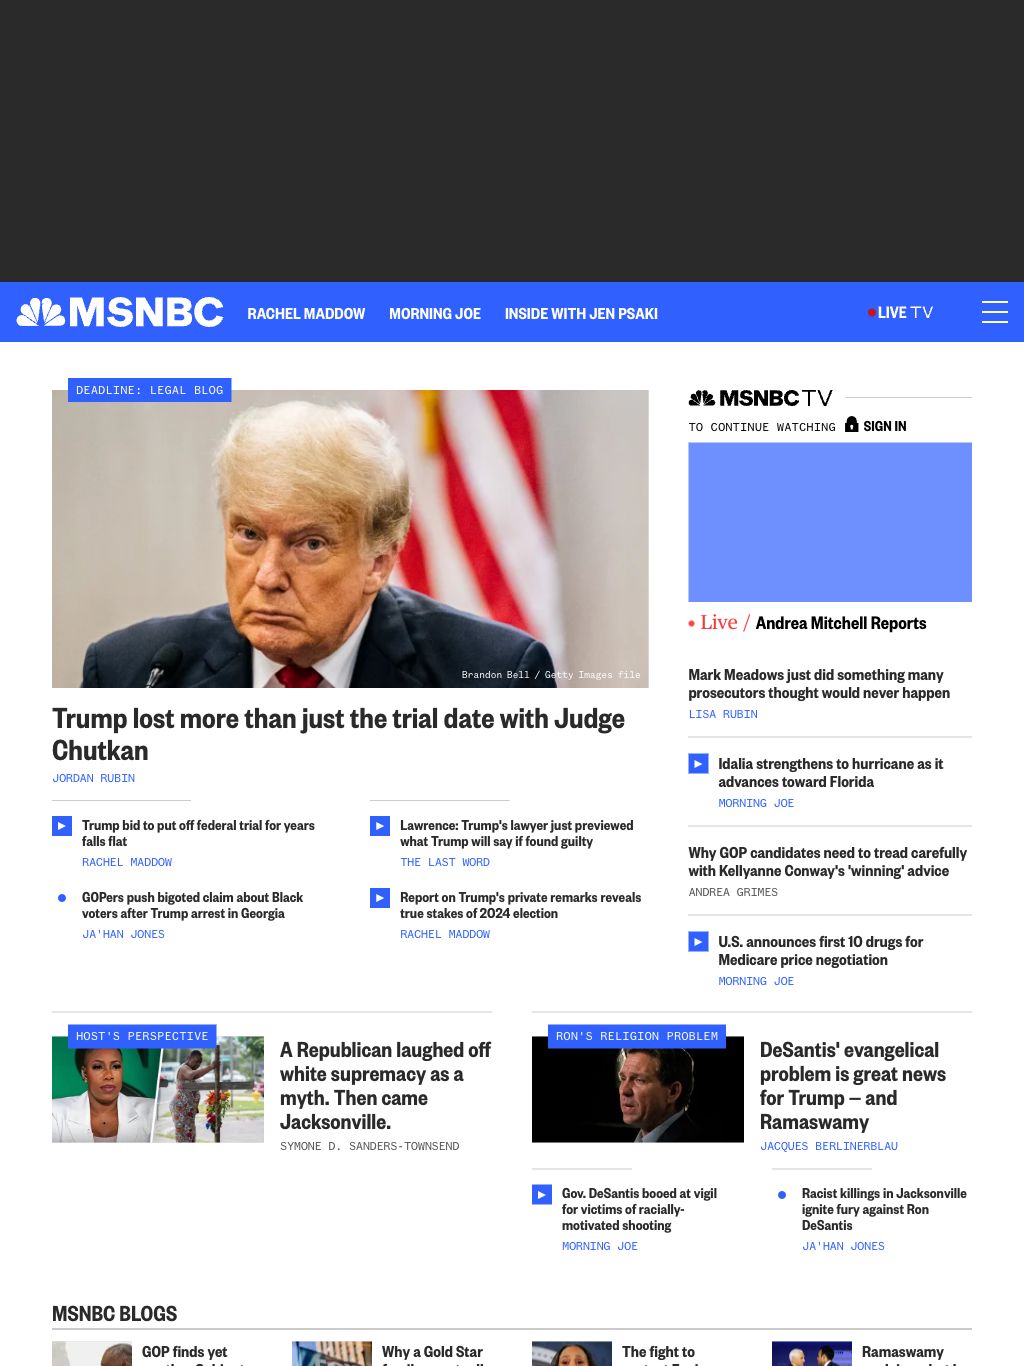 MSNBC
RACHEL MADDOW MORNING JOE INSIDE WITH JEN PSAKI
LIVE TV
DEADLINE: LEGAL BLOG
Brandon Bell / Getty Images file
Trump lost more than just the trial date with Judge
Chutkan
JORDAN RUBIN
Trump bid to put off federal trial for years
falls flat
RACHEL MADDOW
Lawrence: Trump's lawyer just previewed
what Trump will say if found guilty
THE LAST WORD
GOPers push bigoted claim about Black
voters after Trump arrest in Georgia
JA'HAN JONES
Report on Trump's private remarks reveals
true stakes of 2024 election
RACHEL MADDOW
MSNBC TV
TO CONTINUE WATCHING SIGN IN
• Live / Andrea Mitchell Reports
Mark Meadows just did something many
prosecutors thought would never happen
LISA RUBIN
Idalia strengthens to hurricane as it
advances toward Florida
MORNING JOE
Why GOP candidates need to tread carefully
with Kellyanne Conway's 'winning' advice
ANDREA GRIMES
U.S. announces first 10 drugs for
Medicare price negotiation
MORNING JOE
HOST'S PERSPECTIVE
A Republican laughed off
white supremacy as a
myth. Then came
Jacksonville.
SYMONE D. SANDERS-TOWNSEND
RON'S RELIGION PROBLEM
DeSantis' evangelical
problem is great news
for Trump — and
Ramaswamy
JACQUES BERLINERBLAU
Gov. DeSantis booed at vigil
for victims of racially-
motivated shooting
MORNING JOE
Racist killings in Jacksonville
ignite fury against Ron
DeSantis
JA'HAN JONES
MSNBC BLOGS
GOP finds yet
Why a Gold Star
The fight to
Ramaswamy